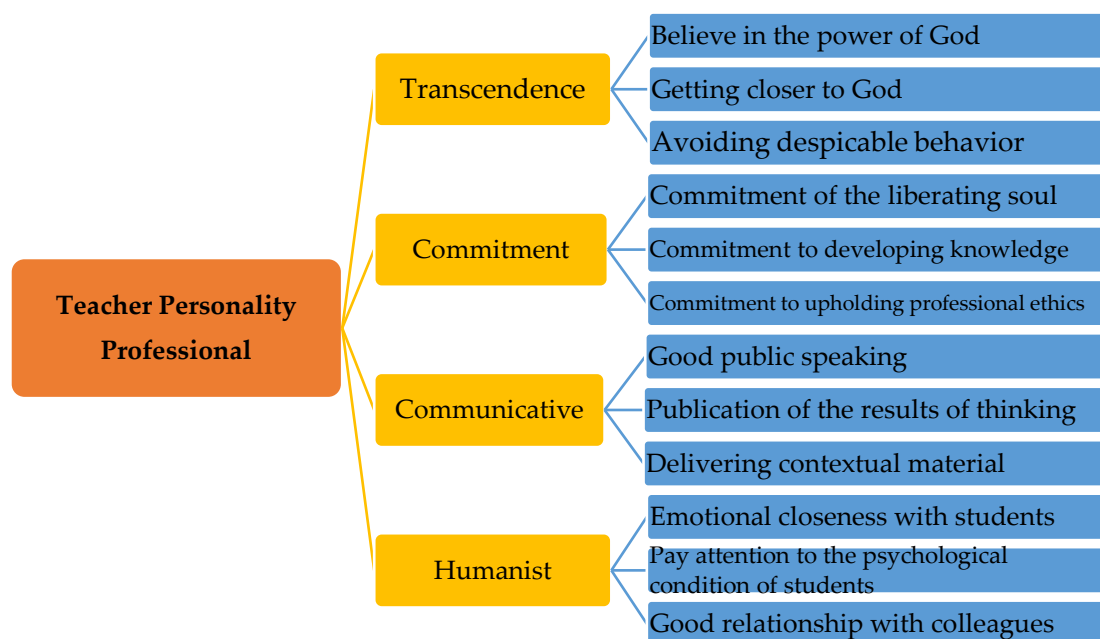 Teacher Personality
Professional
Transcendence
Believe in the power of God
Getting closer to God
Avoiding despicable behavior
Commitment
Commitment of the liberating soul
Commitment to developing knowledge
Commitment to upholding professional ethics
Communicative
Good public speaking
Publication of the results of thinking
Delivering contextual material
Humanist
Emotional closeness with students
Pay attention to the psychological
condition of students
Good relationship with colleagues